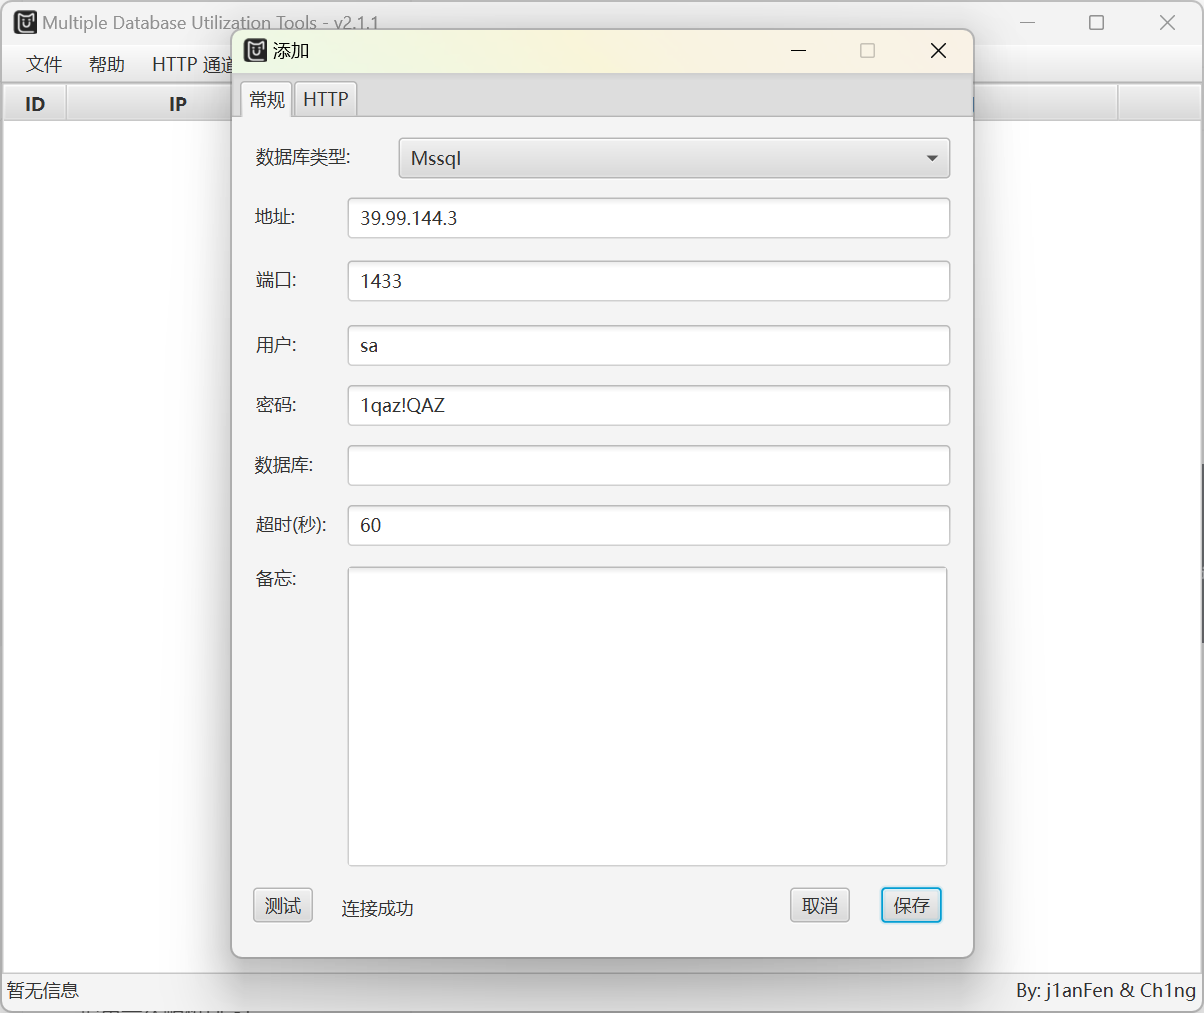 Multiple Database Utilization Tools - v2.1.1
添加
文件 帮助 HTTP 通道
常规 HTTP
ID IP
数据库类型: Mssql
地址: 39.99.144.3
端口: 1433
用户: sa
密码: 1qaz!QAZ
数据库:
超时(秒): 60
备忘:
测试 连接成功 取消 保存
暂无信息 By: j1anFen & Ch1ng